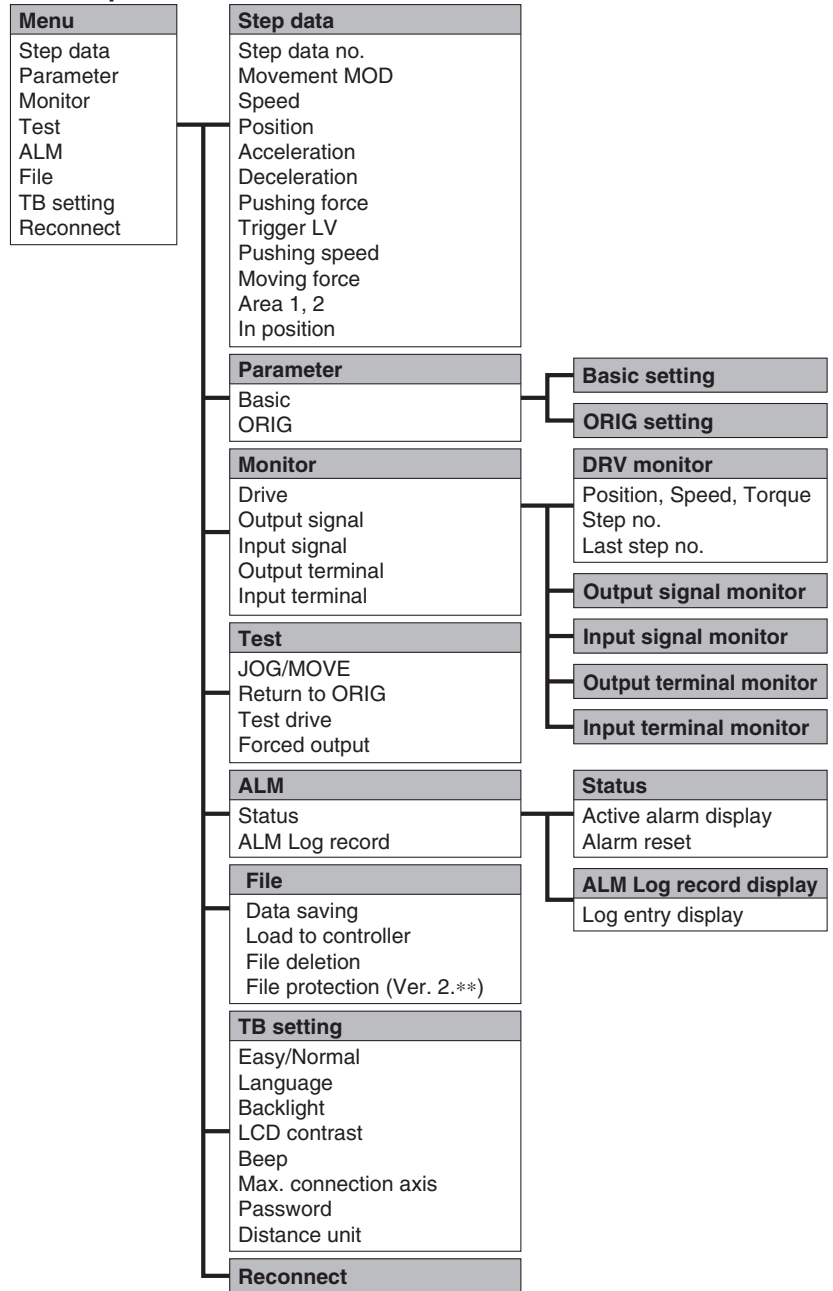 Menu
Step data
Parameter
Monitor
Test
ALM
File
TB setting
Reconnect
Step data
Step data no.
Movement MOD
Speed
Position
Acceleration
Deceleration
Pushing force
Trigger LV
Pushing speed
Moving force
Area 1, 2
In position
Parameter
Basic
ORIG
Basic setting
ORIG setting
Monitor
Drive
Output signal
Input signal
Output terminal
Input terminal
DRV monitor
Position, Speed, Torque
Step no.
Last step no.
Output signal monitor
Input signal monitor
Output terminal monitor
Input terminal monitor
Test
JOG/MOVE
Return to ORIG
Test drive
Forced output
ALM
Status
ALM Log record
Status
Active alarm display
Alarm reset
ALM Log record display
Log entry display
File
Data saving
Load to controller
File deletion
File protection (Ver. 2.**)
TB setting
Easy/Normal
Language
Backlight
LCD contrast
Beep
Max. connection axis
Password
Distance unit
Reconnect